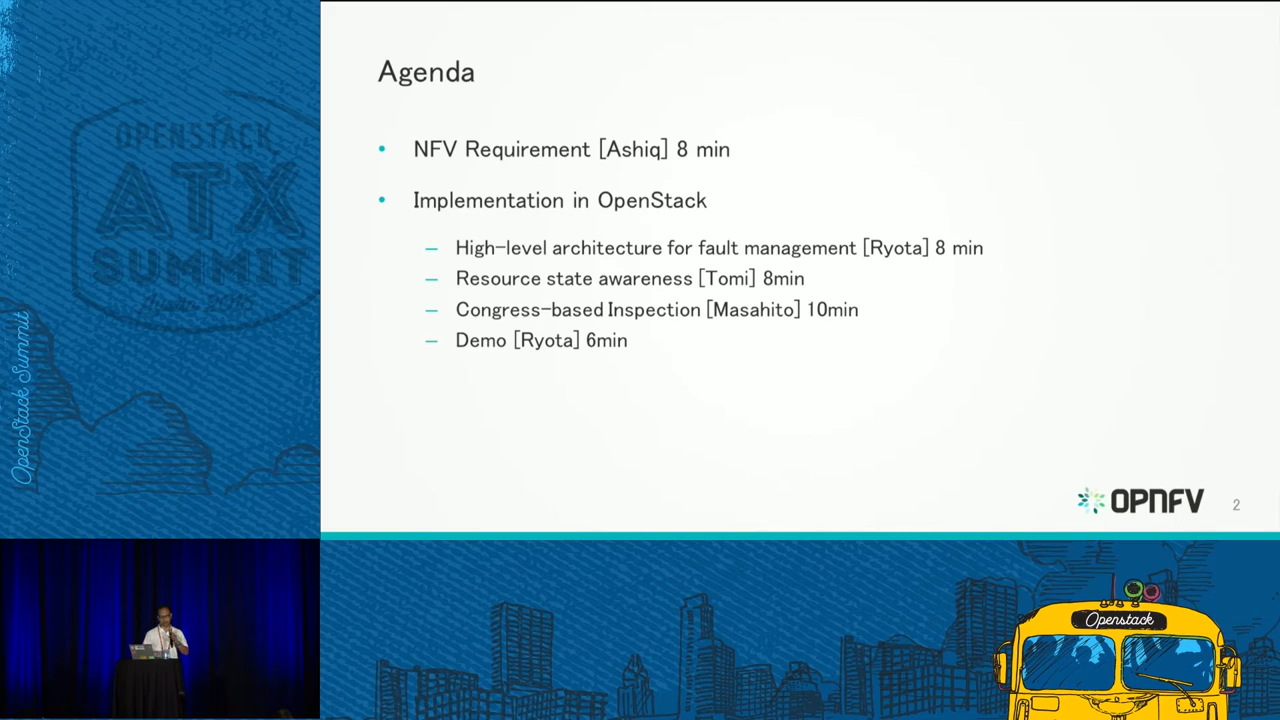 OPENSTACK
ATX
SUMMIT
Austin 2016
OpenStack Summit
Agenda
• NFV Requirement [Ashiq] 8 min
• Implementation in OpenStack
– High-level architecture for fault management [Ryota] 8 min
– Resource state awareness [Tomi] 8min
– Congress-based Inspection [Masahito] 10min
– Demo [Ryota] 6min
OPNFV
2
Openstack